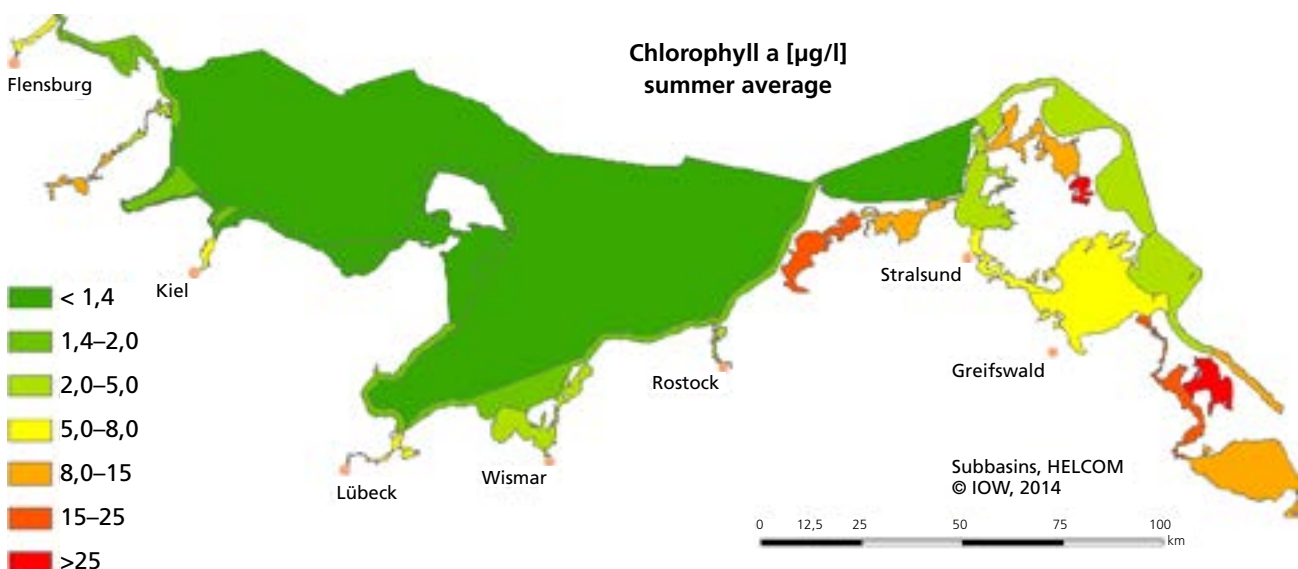 Chlorophyll a [µg/l]
summer average
Flensburg
Kiel
Stralsund
Rostock
Greifswald
Wismar
Lübeck
< 1,4
1,4–2,0
2,0–5,0
5,0–8,0
8,0–15
15–25
>25
Subbasins, HELCOM
© IOW, 2014
0 12,5 25 50 75 100
km